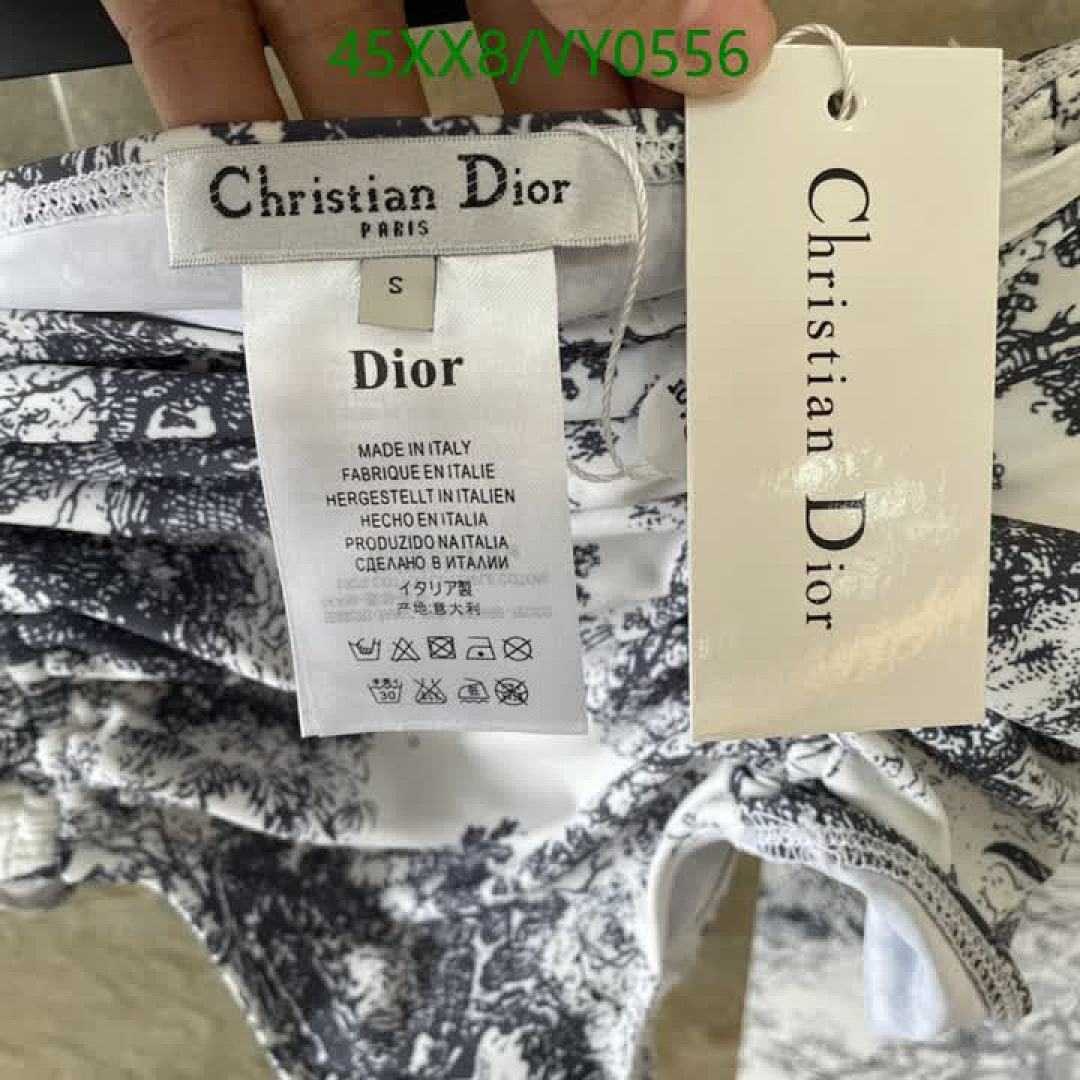 45XX8/VY0556
Christian Dior
PARIS
S
Dior
MADE IN ITALY
FABRIQUE EN ITALIE
HERGESTELLT IN ITALIEN
HECHO EN ITALIA
PRODUZIDO NA ITALIA
СДЕЛАНО В ИТАЛИИ
イタリア製
产地:意大利
30
Christian Dior